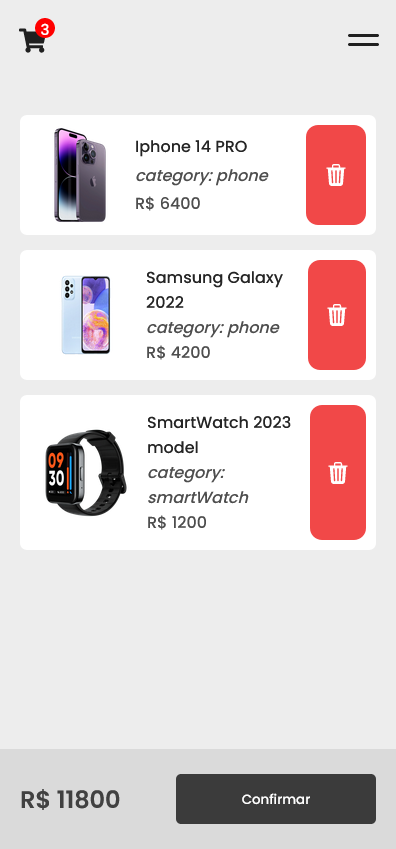 3
Iphone 14 PRO
category: phone
R$ 6400
Samsung Galaxy
2022
category: phone
R$ 4200
09
30
SmartWatch 2023
model
category:
smartWatch
R$ 1200
R$ 11800
Confirmar